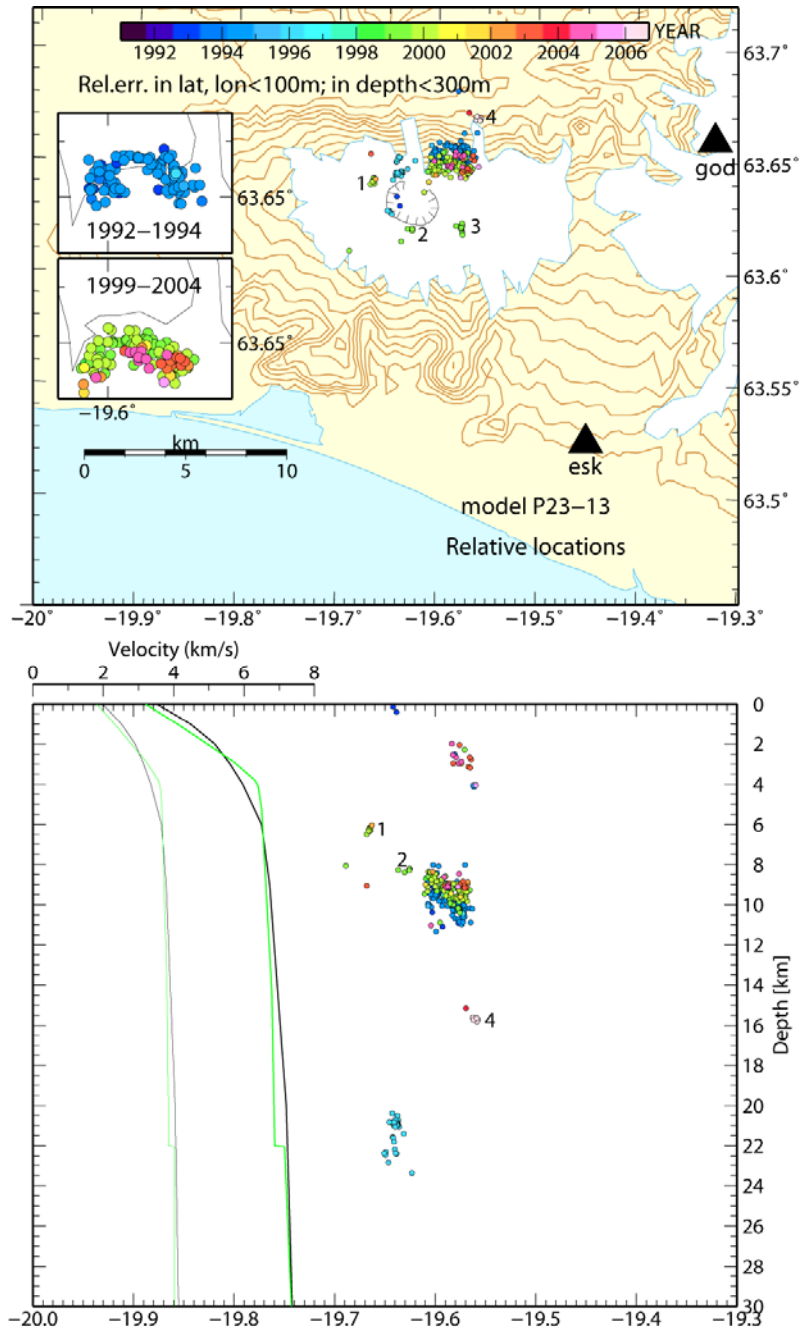 YEAR
1992 1994 1996 1998 2000 2002 2004 2006
Rel.err. in lat, lon<100m; in depth<300m
63.7˚
4
god
63.65˚
63.65˚
1
1992−1994
2
3
63.6˚
1999−2004
63.65˚
−19.6˚
63.55˚
km
0 5 10
esk
63.5˚
model P23−13
Relative locations
−20˚ −19.9˚ −19.8˚ −19.7˚ −19.6˚ −19.5˚ −19.4˚ −19.3˚
Velocity (km/s)
0 2 4 6 8
0
2
4
6
1
8
2
10
12
14
16
4
18
20
22
24
26
28
30
Depth [km]
−20.0 −19.9 −19.8 −19.7 −19.6 −19.5 −19.4 −19.3